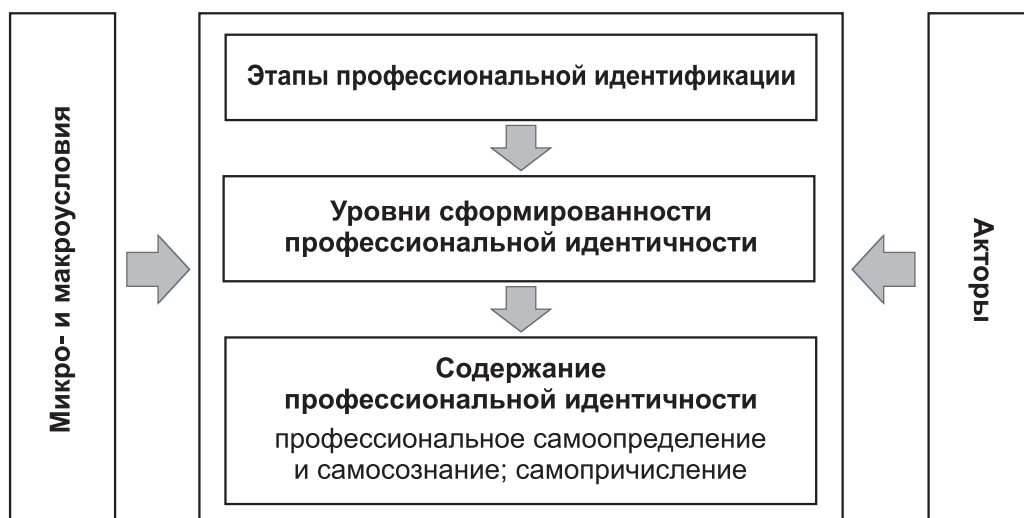 Микро- и макроусловия
Этапы профессиональной идентификации
Уровни сформированности
профессиональной идентичности
Содержание
профессиональной идентичности
профессиональное самоопределение
и самосознание; самопричисление
Акторы